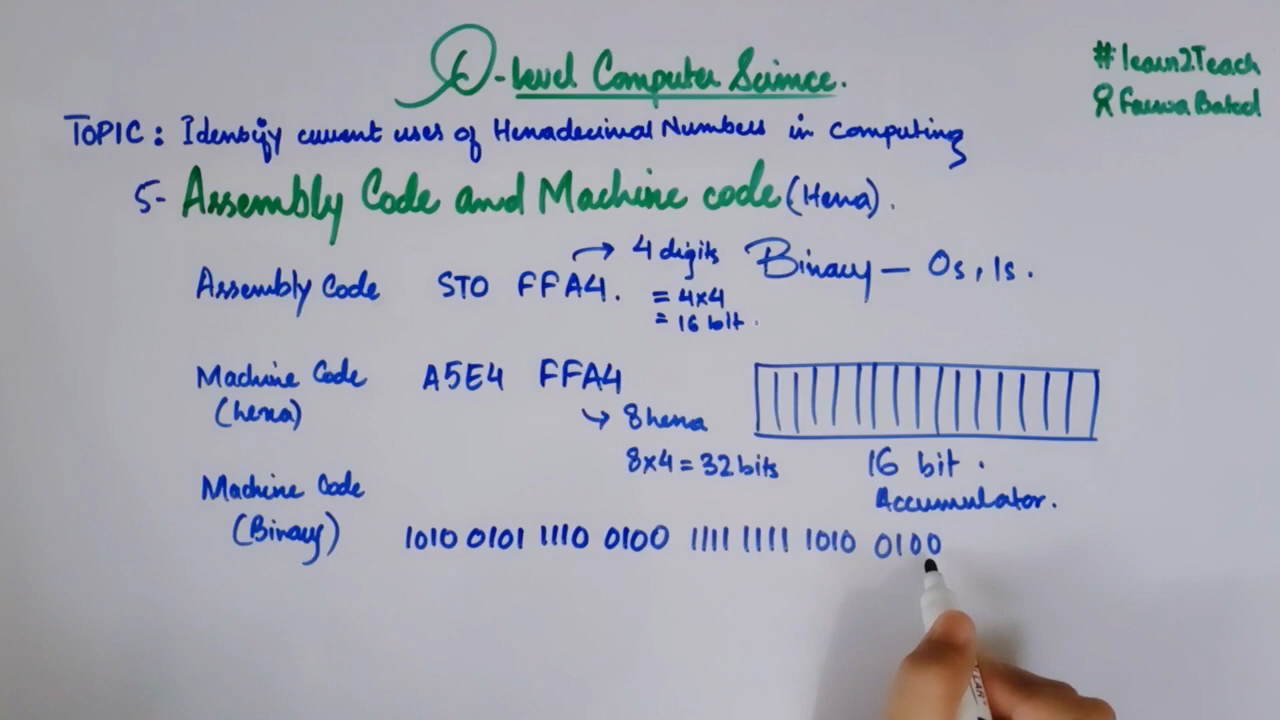 O-level Computer Science.
#learn2Teach
Farwa Batool
TOPIC: Identify current uses of Hexadecimal Numbers in Computing
5- Assembly Code and Machine code (Hexa).
Assembly Code STO FFA4. → 4 digits
= 4x4
= 16 bit.
Binary – 0s, 1s.
Machine Code (hexa) A5E4 FFA4
→ 8 hexa
8x4 = 32 bits
16 bit.
Accumulator.
Machine Code
(Binary) 1010 0101 1110 0100 1111 1111 1010 0100